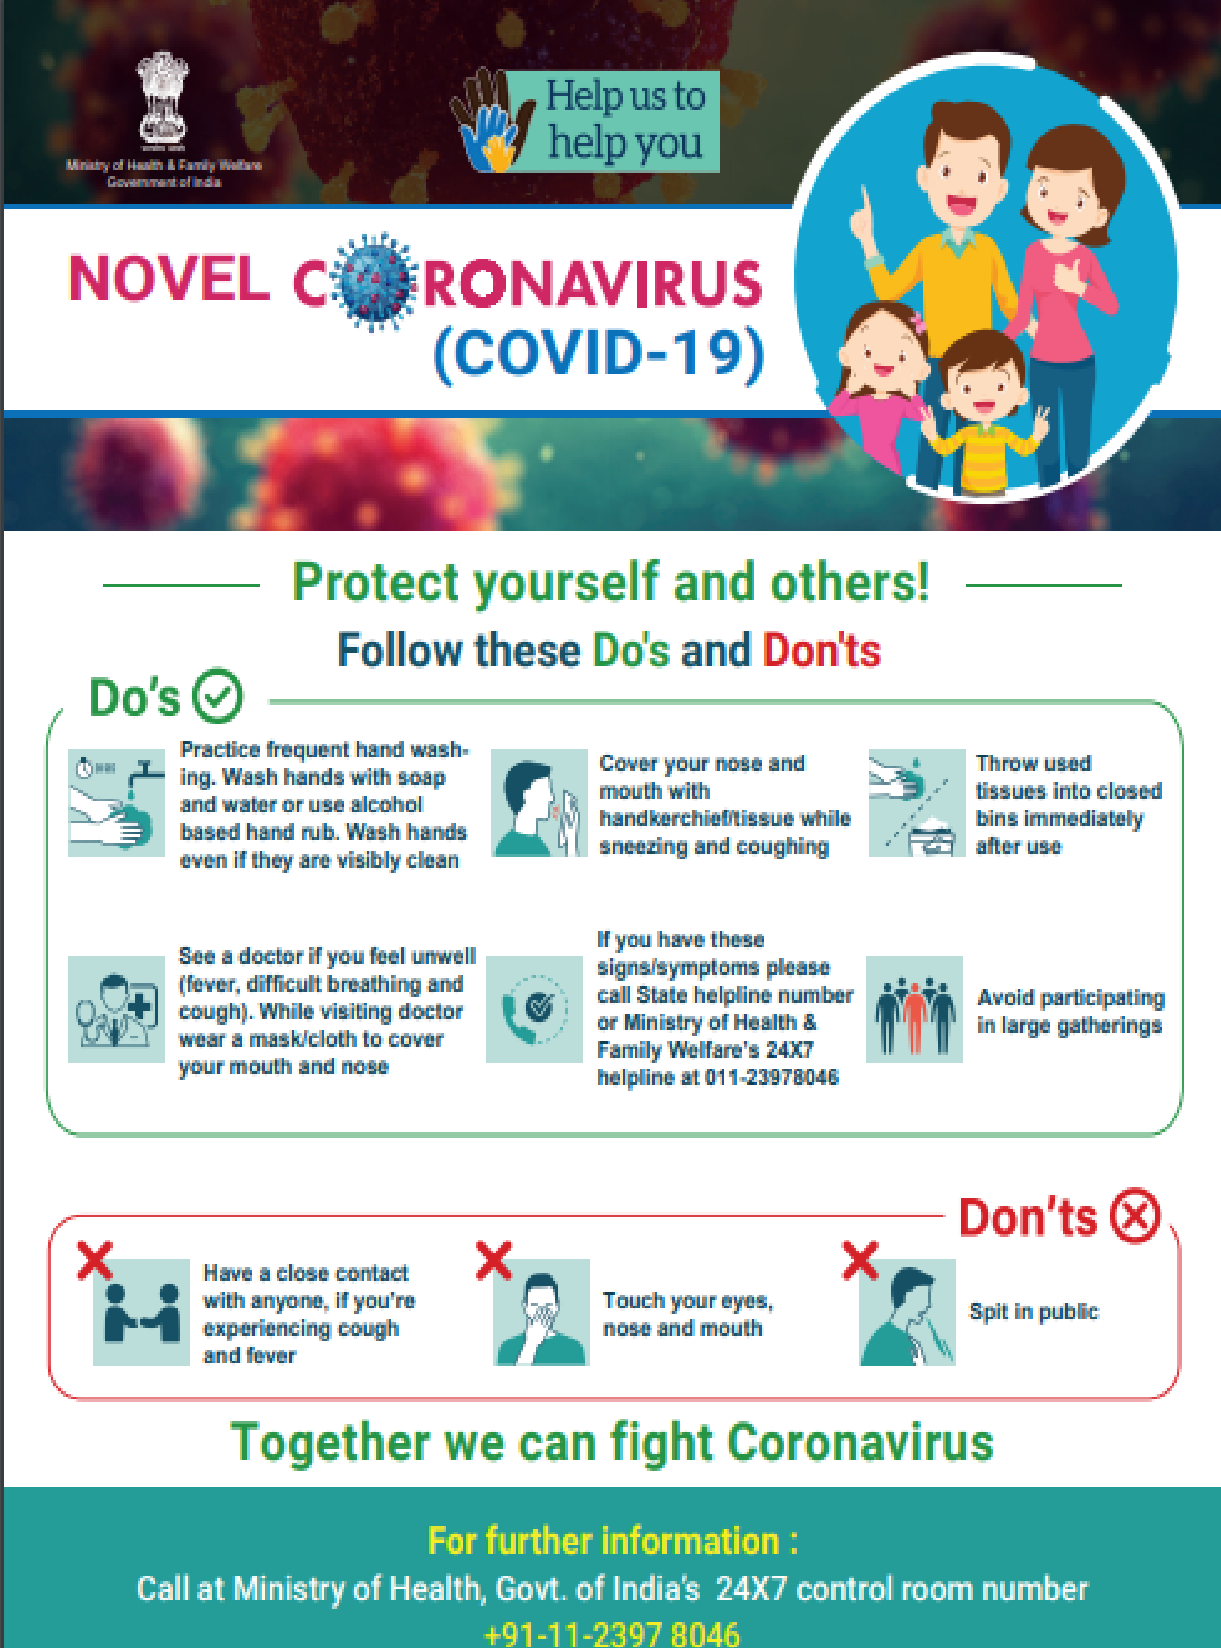 Ministry of Health & Family Welfare
Government of India
Help us to
help you
NOVEL CORONAVIRUS
(COVID-19)
Protect yourself and others!
Follow these Do's and Don'ts
Do's
Practice frequent hand wash-
ing. Wash hands with soap
and water or use alcohol
based hand rub. Wash hands
even if they are visibly clean
Cover your nose and
mouth with
handkerchief/tissue while
sneezing and coughing
Throw used
tissues into closed
bins immediately
after use
See a doctor if you feel unwell
(fever, difficult breathing and
cough). While visiting doctor
wear a mask/cloth to cover
your mouth and nose
If you have these
signs/symptoms please
call State helpline number
or Ministry of Health &
Family Welfare's 24X7
helpline at 011-23978046
Avoid participating
in large gatherings
Don'ts
Have a close contact
with anyone, if you're
experiencing cough
and fever
Touch your eyes,
nose and mouth
Spit in public
Together we can fight Coronavirus
For further information :
Call at Ministry of Health, Govt. of India's 24X7 control room number
+91-11-2397 8046